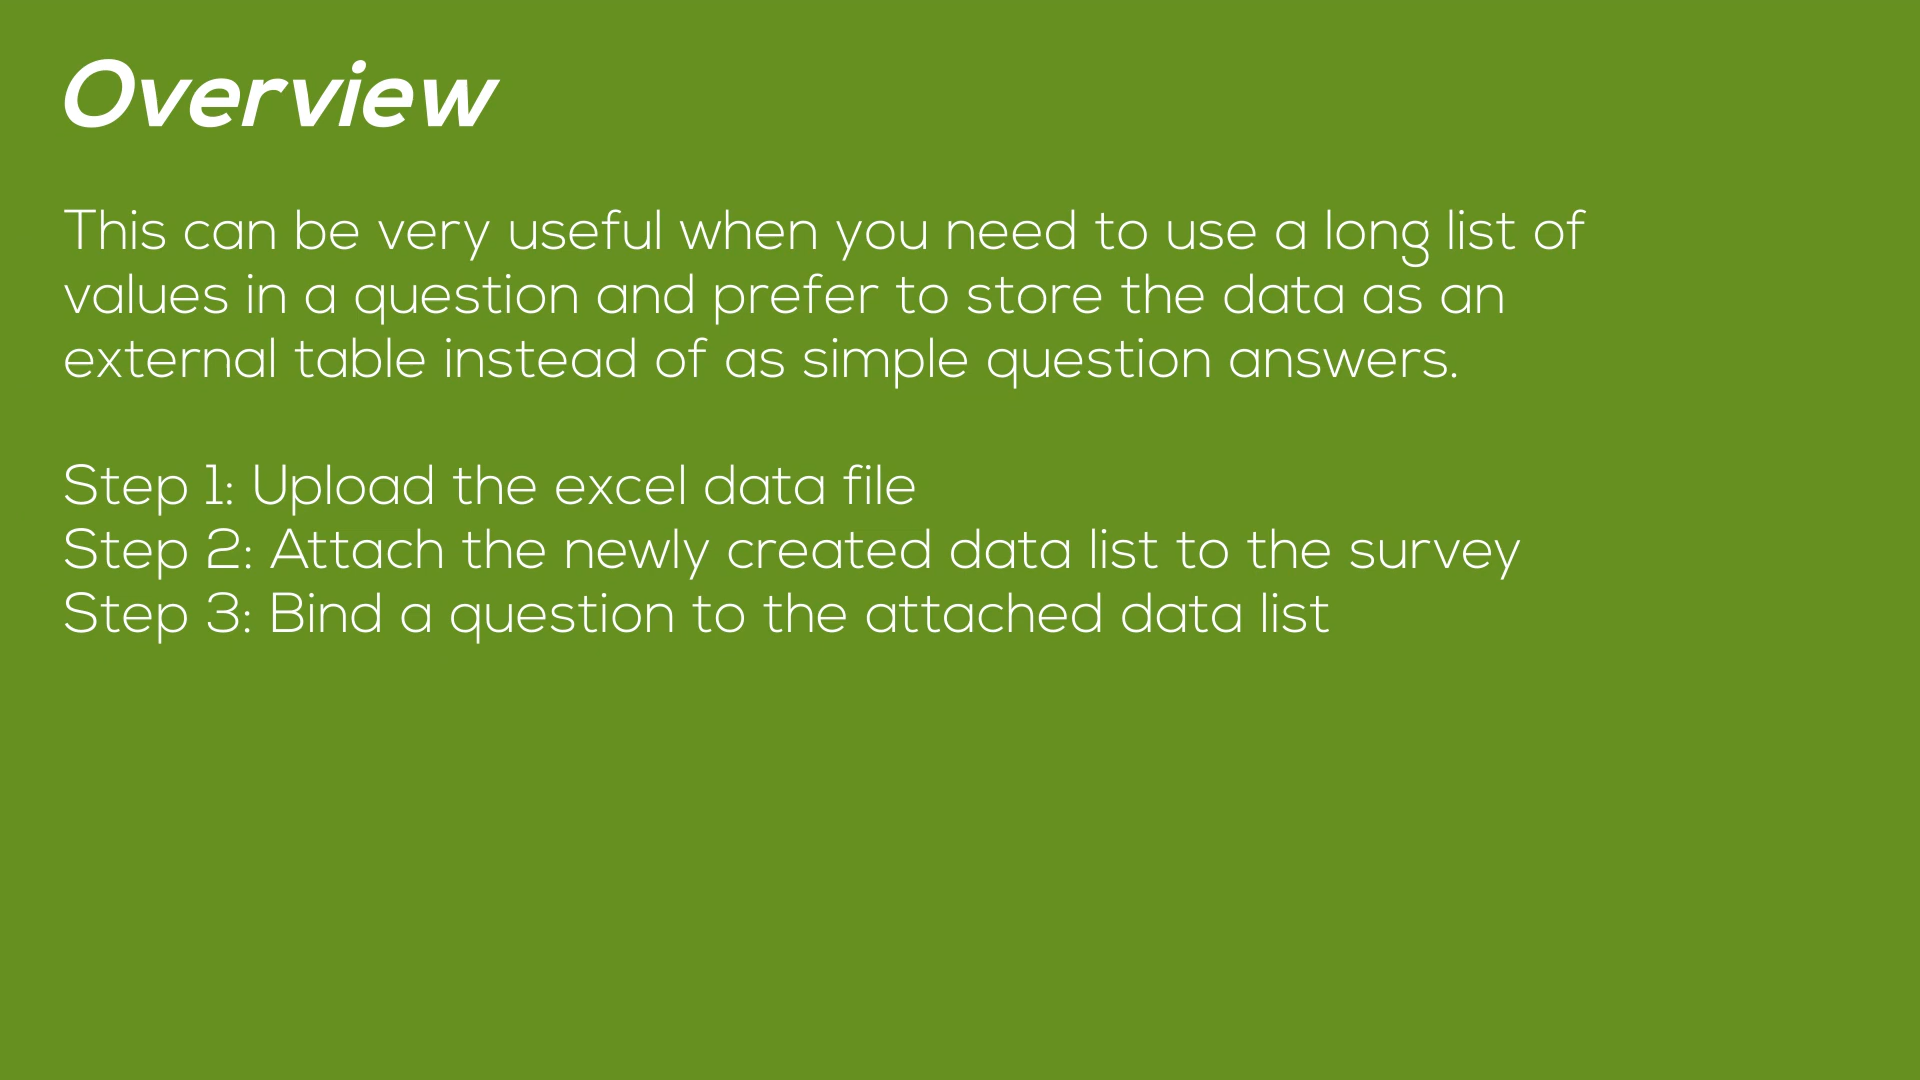 Overview
This can be very useful when you need to use a long list of
values in a question and prefer to store the data as an
external table instead of as simple question answers.
Step 1: Upload the excel data file
Step 2: Attach the newly created data list to the survey
Step 3: Bind a question to the attached data list